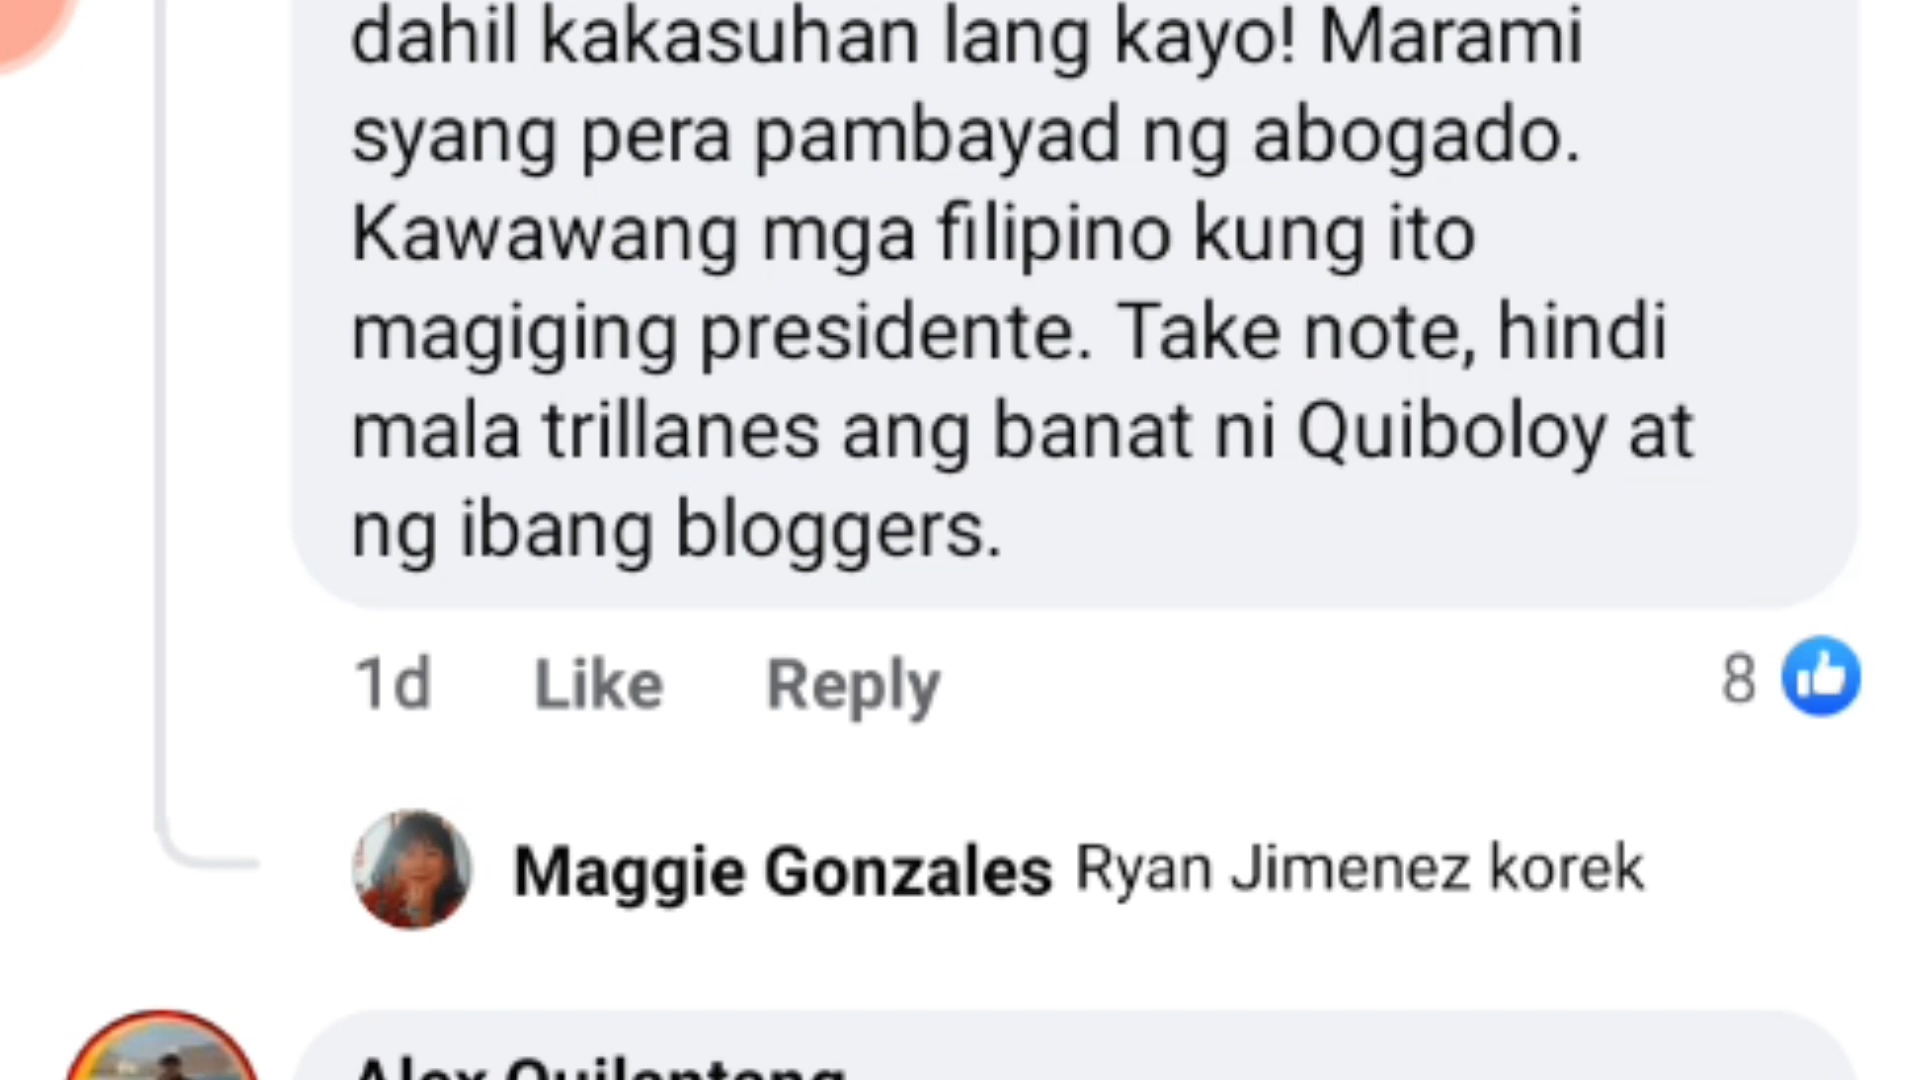 dahil kakasuhan lang kayo! Marami
syang pera pambayad ng abogado.
Kawawang mga filipino kung ito
magiging presidente. Take note, hindi
mala trillanes ang banat ni Quiboloy at
ng ibang bloggers.
1d Like Reply 8
Maggie Gonzales Ryan Jimenez korek
Alex